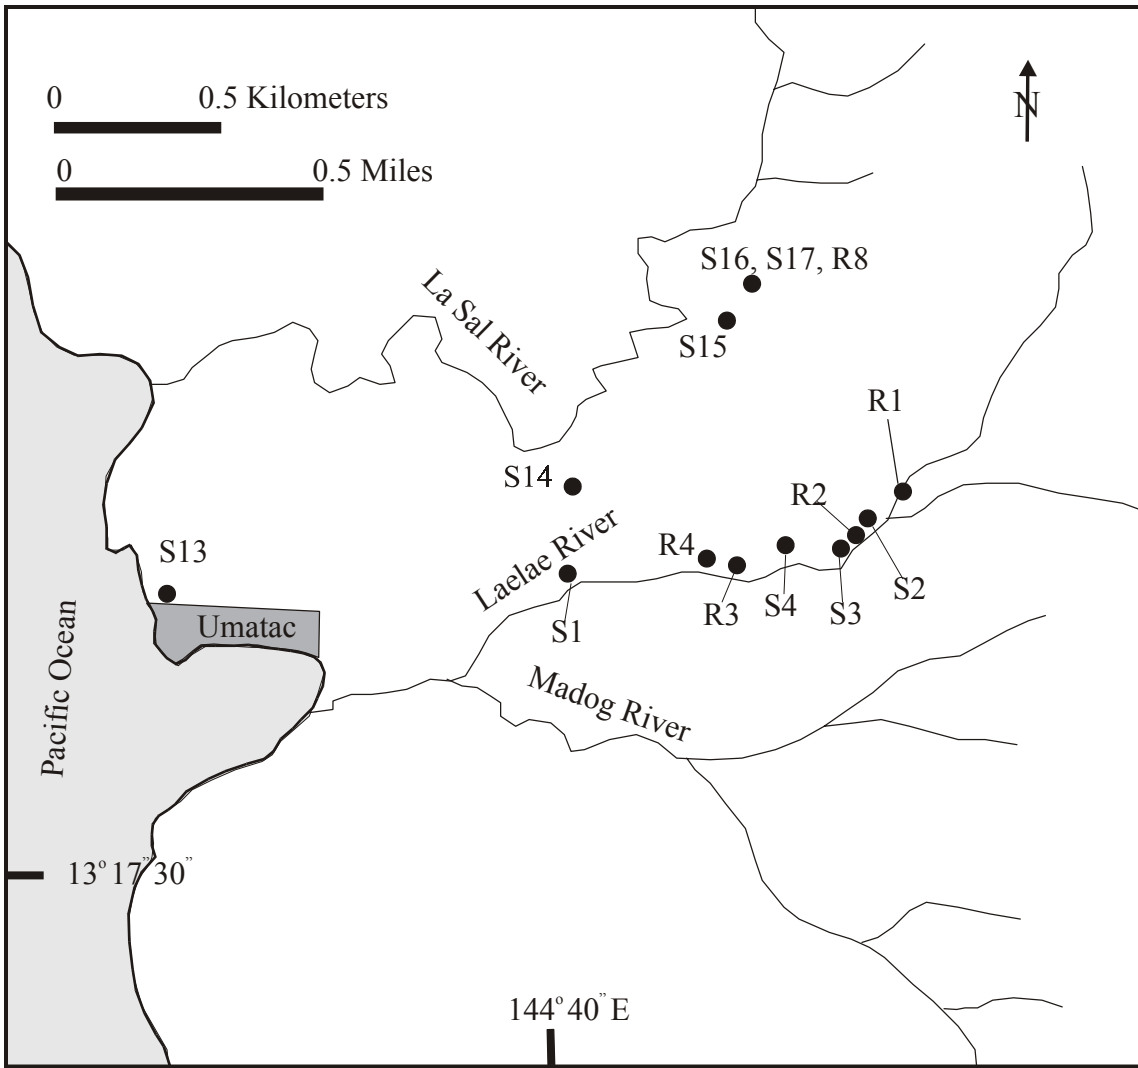 0 0.5 Kilometers
0 0.5 Miles
N
S16, S17, R8
La Sal River
S15
R1
S14
R2
Laelae River
S13
R4
S2
R3
S4
S3
S1
Umatac
Pacific Ocean
Madog River
13° 17" 30"
144° 40" E